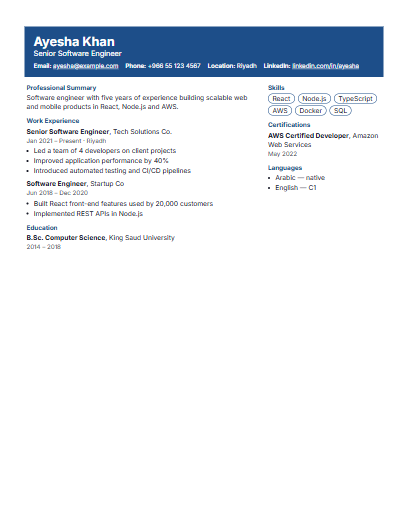 Ayesha Khan
Senior Software Engineer
Email: ayesha@example.com Phone: +966 55 123 4567 Location: Riyadh LinkedIn: linkedin.com/in/ayesha
Professional Summary
Software engineer with five years of experience building scalable web
and mobile products in React, Node.js and AWS.
Work Experience
Senior Software Engineer, Tech Solutions Co.
Jan 2021 – Present · Riyadh
• Led a team of 4 developers on client projects
• Improved application performance by 40%
• Introduced automated testing and CI/CD pipelines
Software Engineer, Startup Co
Jun 2018 – Dec 2020
• Built React front-end features used by 20,000 customers
• Implemented REST APIs in Node.js
Education
B.Sc. Computer Science, King Saud University
2014 – 2018
Skills
React Node.js TypeScript
AWS Docker SQL
Certifications
AWS Certified Developer, Amazon
Web Services
May 2022
Languages
• Arabic — native
• English — C1